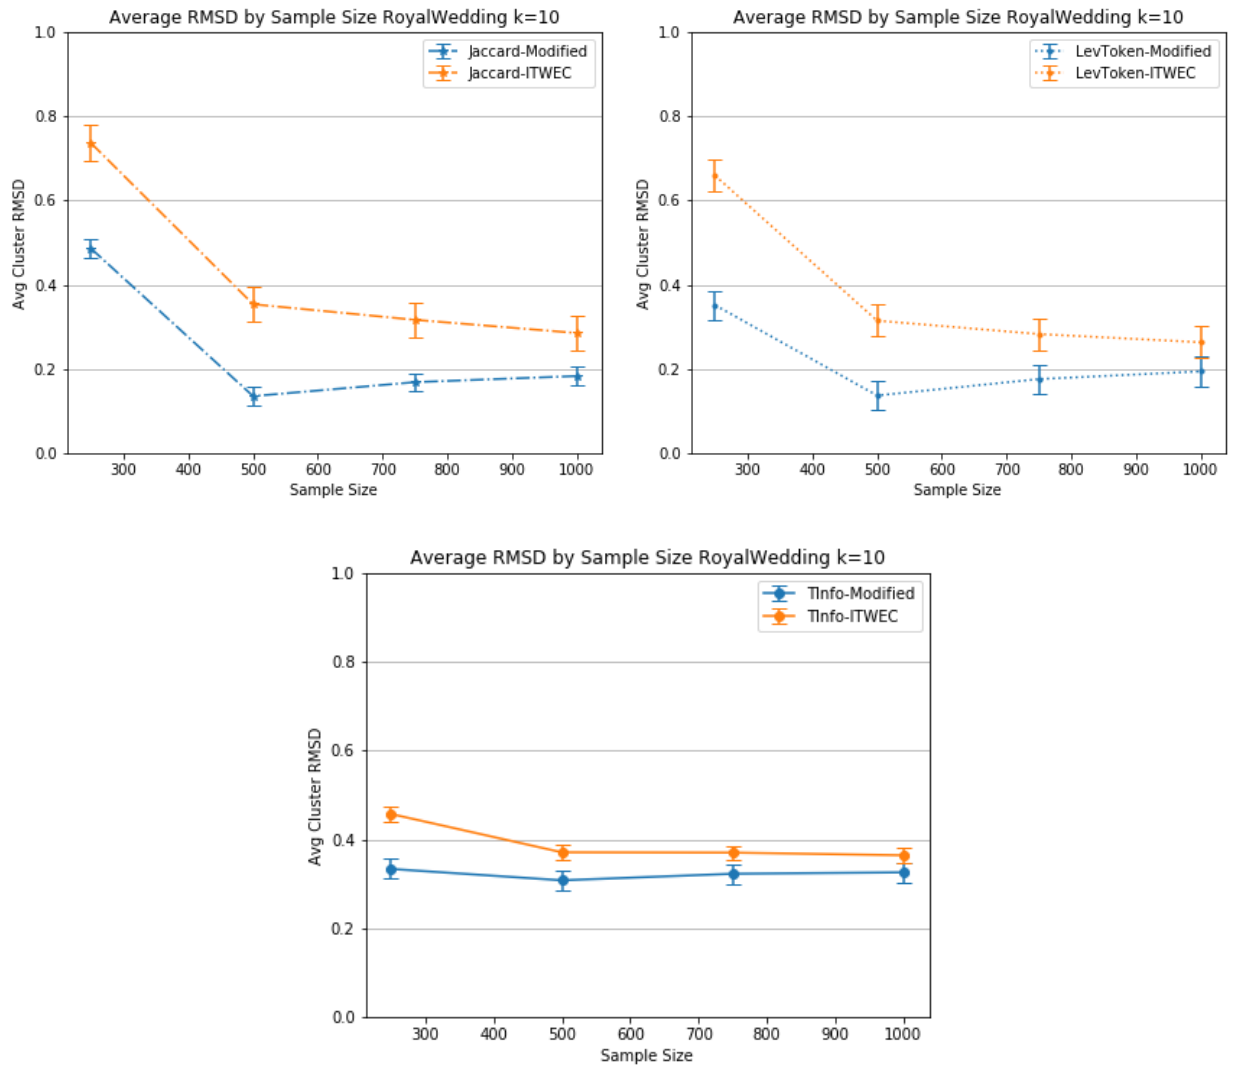 Average RMSD by Sample Size RoyalWedding k=10
Jaccard-Modified
Jaccard-ITWEC
Avg Cluster RMSD
1.0
0.8
0.6
0.4
0.2
0.0
300 400 500 600 700 800 900 1000
Sample Size
Average RMSD by Sample Size RoyalWedding k=10
LevToken-Modified
LevToken-ITWEC
Avg Cluster RMSD
1.0
0.8
0.6
0.4
0.2
0.0
300 400 500 600 700 800 900 1000
Sample Size
Average RMSD by Sample Size RoyalWedding k=10
TInfo-Modified
TInfo-ITWEC
Avg Cluster RMSD
1.0
0.8
0.6
0.4
0.2
0.0
300 400 500 600 700 800 900 1000
Sample Size